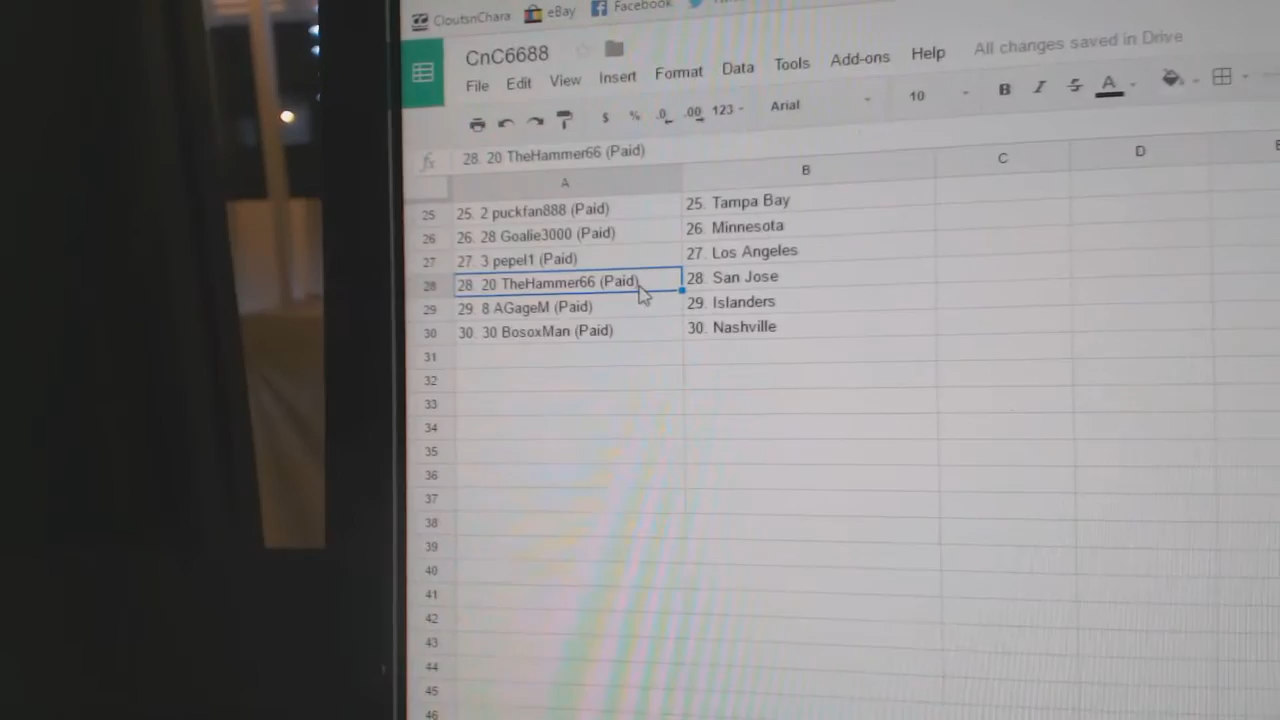 CloutsnChara eBay Facebook
CnC6688
File Edit View Insert Format Data Tools Add-ons Help All changes saved in Drive
$ % .0 .00 123 Arial 10 B I S A
fx 28. 20 TheHammer66 (Paid)
A B C D E
25 25. 2 puckfan888 (Paid) 25. Tampa Bay
26 26. 28 Goalie3000 (Paid) 26. Minnesota
27 27. 3 pepel1 (Paid) 27. Los Angeles
28 28. 20 TheHammer66 (Paid) 28. San Jose
29 29. 8 AGageM (Paid) 29. Islanders
30 30. 30 BosoxMan (Paid) 30. Nashville
31
32
33
34
35
36
37
38
39
40
41
42
43
44
45
46